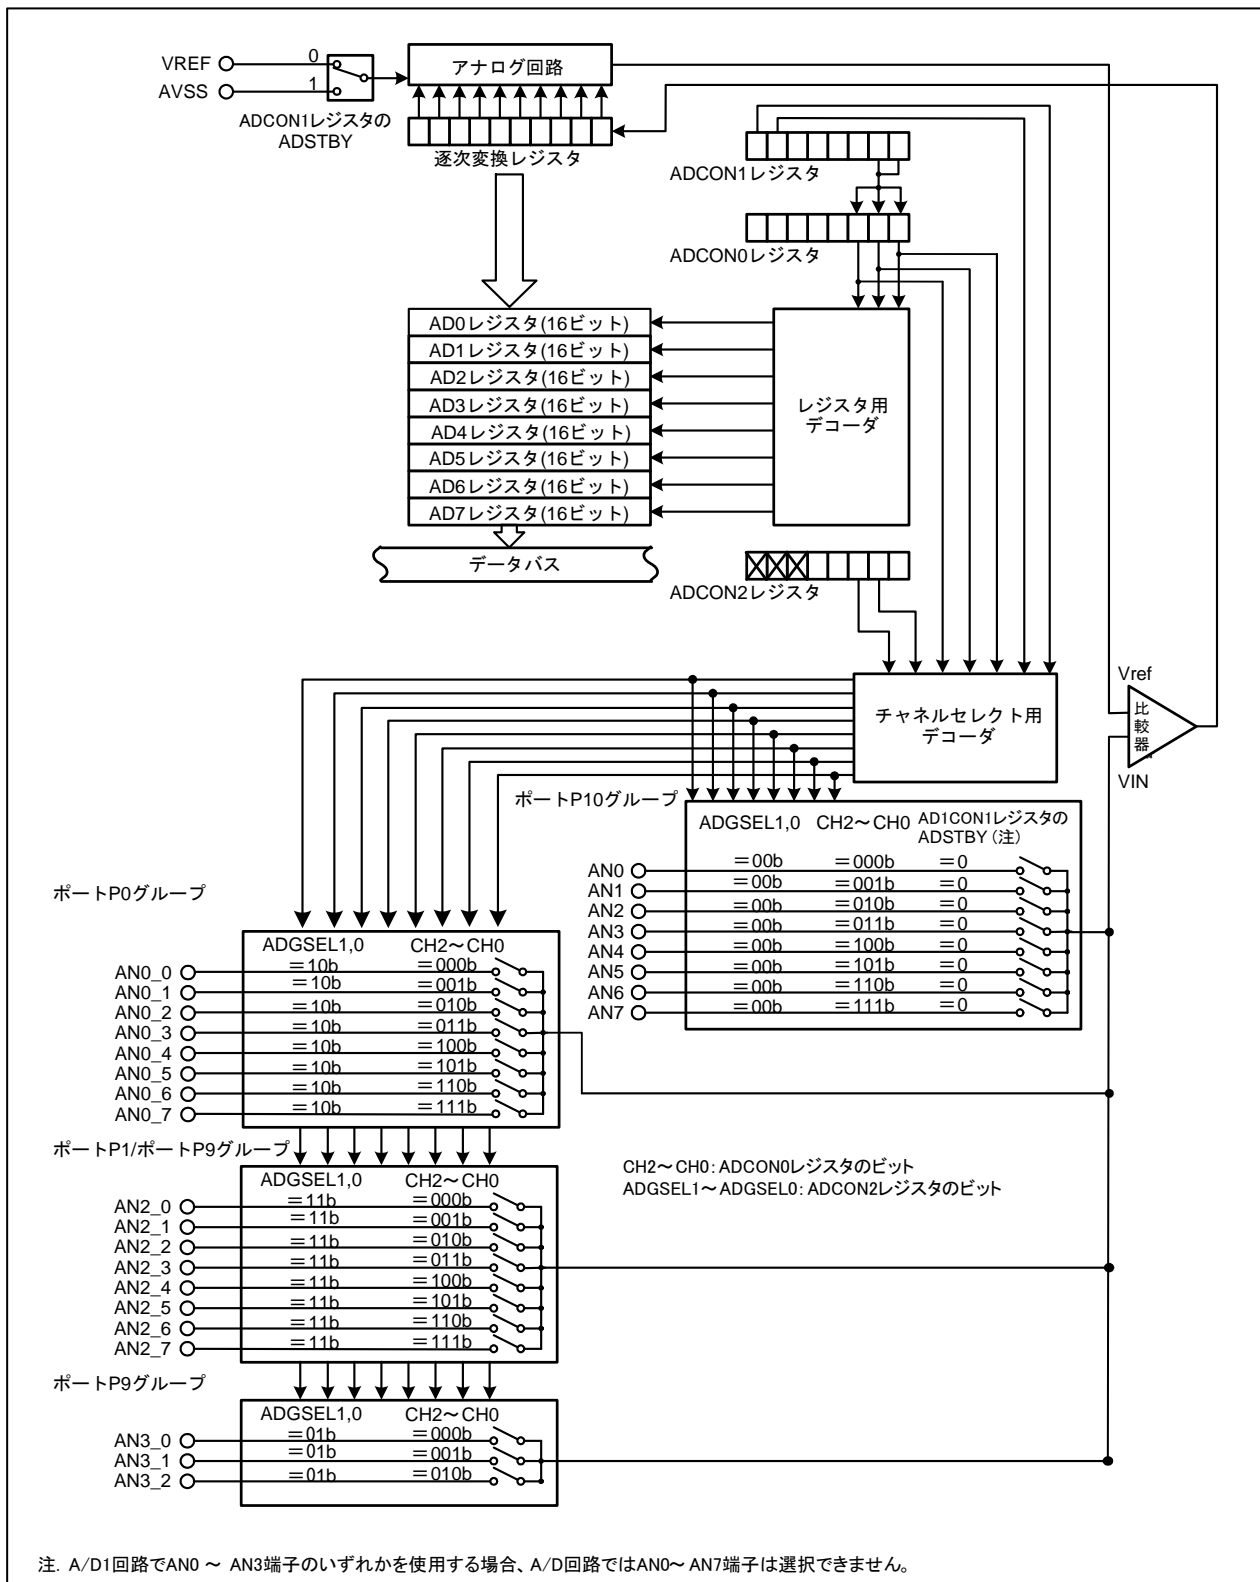 VREF
0
アナログ回路
AVSS
1
ADCON1レジスタの
ADSTBY
逐次変換レジスタ
ADCON1レジスタ
ADCON0レジスタ
AD0レジスタ(16ビット)
AD1レジスタ(16ビット)
AD2レジスタ(16ビット)
AD3レジスタ(16ビット)
AD4レジスタ(16ビット)
AD5レジスタ(16ビット)
AD6レジスタ(16ビット)
AD7レジスタ(16ビット)
レジスタ用
デコーダ
データバス
ADCON2レジスタ
チャネルセレクト用
デコーダ
Vref
比較器
VIN
ポートP10グループ
ADGSEL1,0 CH2～CH0 AD1CON1レジスタの
ADSTBY(注)
AN0 =00b =000b =0
AN1 =00b =001b =0
AN2 =00b =010b =0
AN3 =00b =011b =0
AN4 =00b =100b =0
AN5 =00b =101b =0
AN6 =00b =110b =0
AN7 =00b =111b =0
ポートP0グループ
ADGSEL1,0 CH2～CH0
AN0_0 =10b =000b
AN0_1 =10b =001b
AN0_2 =10b =010b
AN0_3 =10b =011b
AN0_4 =10b =100b
AN0_5 =10b =101b
AN0_6 =10b =110b
AN0_7 =10b =111b
ポートP1/ポートP9グループ
ADGSEL1,0 CH2～CH0
AN2_0 =11b =000b
AN2_1 =11b =001b
AN2_2 =11b =010b
AN2_3 =11b =011b
AN2_4 =11b =100b
AN2_5 =11b =101b
AN2_6 =11b =110b
AN2_7 =11b =111b
CH2～CH0：ADCON0レジスタのビット
ADGSEL1～ADGSEL0：ADCON2レジスタのビット
ポートP9グループ
ADGSEL1,0 CH2～CH0
AN3_0 =01b =000b
AN3_1 =01b =001b
AN3_2 =01b =010b
注. A/D1回路でAN0 ～ AN3端子のいずれかを使用する場合、A/D回路ではAN0～ AN7端子は選択できません。